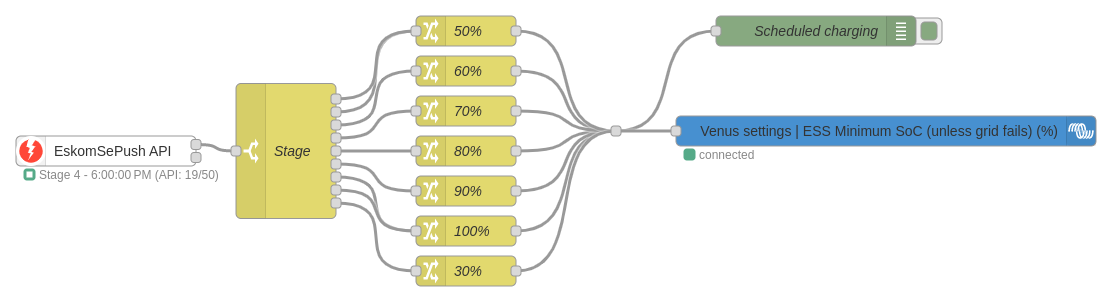 50%
Scheduled charging
60%
70%
Venus settings | ESS Minimum SoC (unless grid fails) (%)
EskomSePush API
Stage
80%
connected
Stage 4 - 6:00:00 PM (API: 19/50)
90%
100%
30%